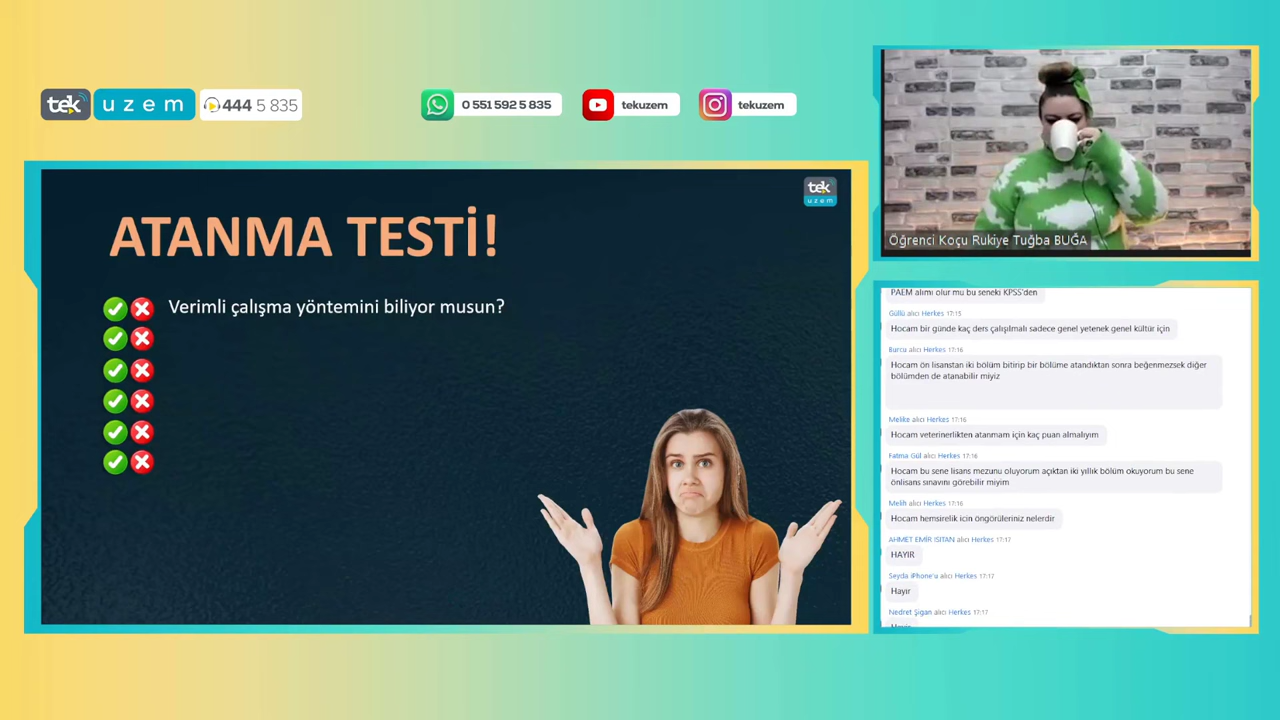 tek
uzem
444 5 835
0 551 592 5 835
tekuzem
tekuzem
tek
uzem
ATANMA TESTİ!
Verimli çalışma yöntemini biliyor musun?
Öğrenci Koçu Rukiye Tuğba BUĞA
PAEM alımı olur mu bu seneki KPSS'den
Güllü alıcı Herkes 17:15
Hocam bir günde kaç ders çalışılmalı sadece genel yetenek genel kültür için
Burcu alıcı Herkes 17:16
Hocam ön lisanstan iki bölüm bitirip bir bölüme atandıktan sonra beğenmezsek diğer
bölümden de atanabilir miyiz
Melike alıcı Herkes 17:16
Hocam veterinerlikten atanmam için kaç puan almalıyım
Fatma Gül alıcı Herkes 17:16
Hocam bu sene lisans mezunu oluyorum açıktan iki yıllık bölüm okuyorum bu sene
önlisans sınavını görebilir miyim
Melih alıcı Herkes 17:16
Hocam hemsirelik icin öngörüleriniz nelerdir
AHMET EMİR ISITAN alıcı Herkes 17:17
HAYIR
Seyda iPhone'u alıcı Herkes 17:17
Hayır
Nedret Şigan alıcı Herkes 17:17